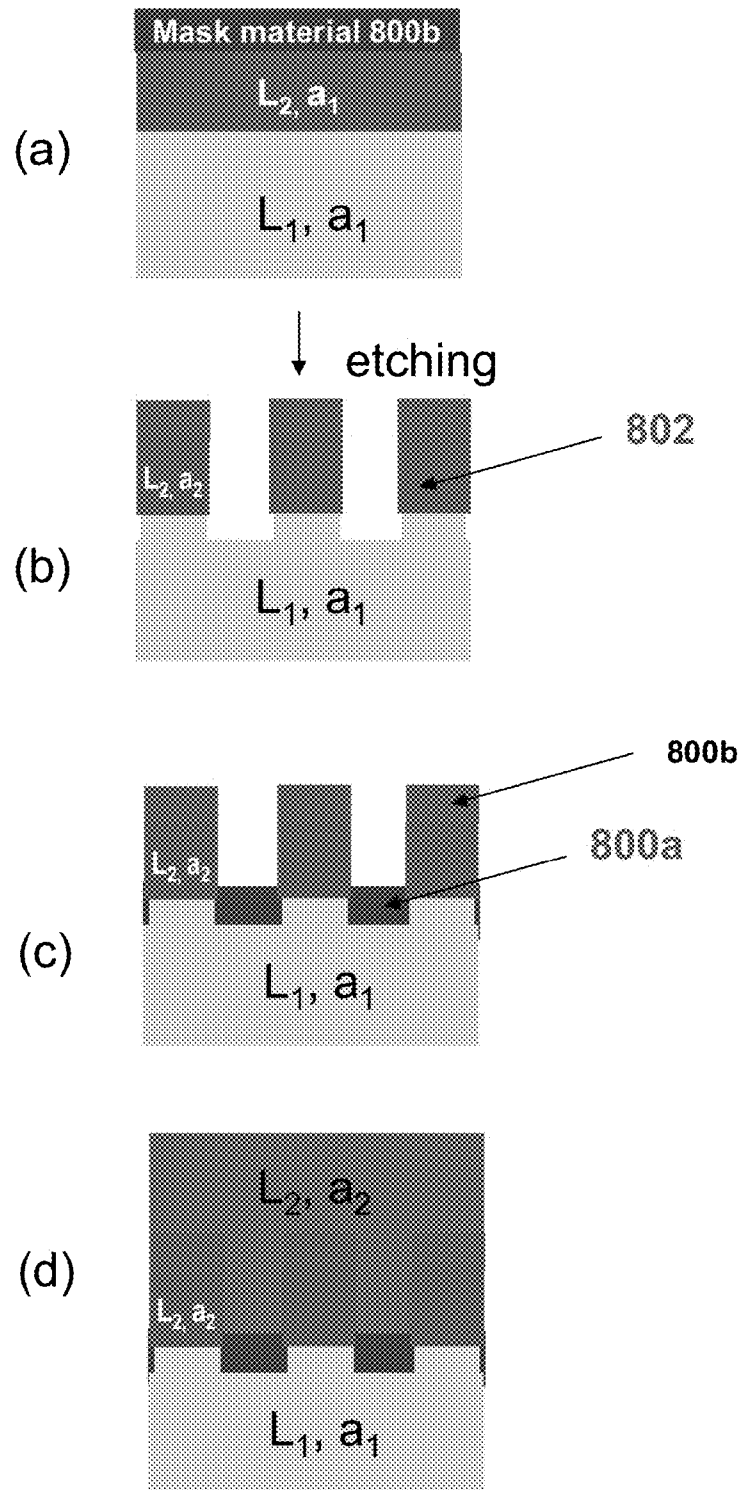 Mask material 800b
L₂, a₁
(a)
L₁, a₁
etching
802
L₂, a₂
(b)
L₁, a₁
800b
800a
L₂, a₂
(c)
L₁, a₁
L₂, a₂
(d)
L₂, a₂
L₁, a₁